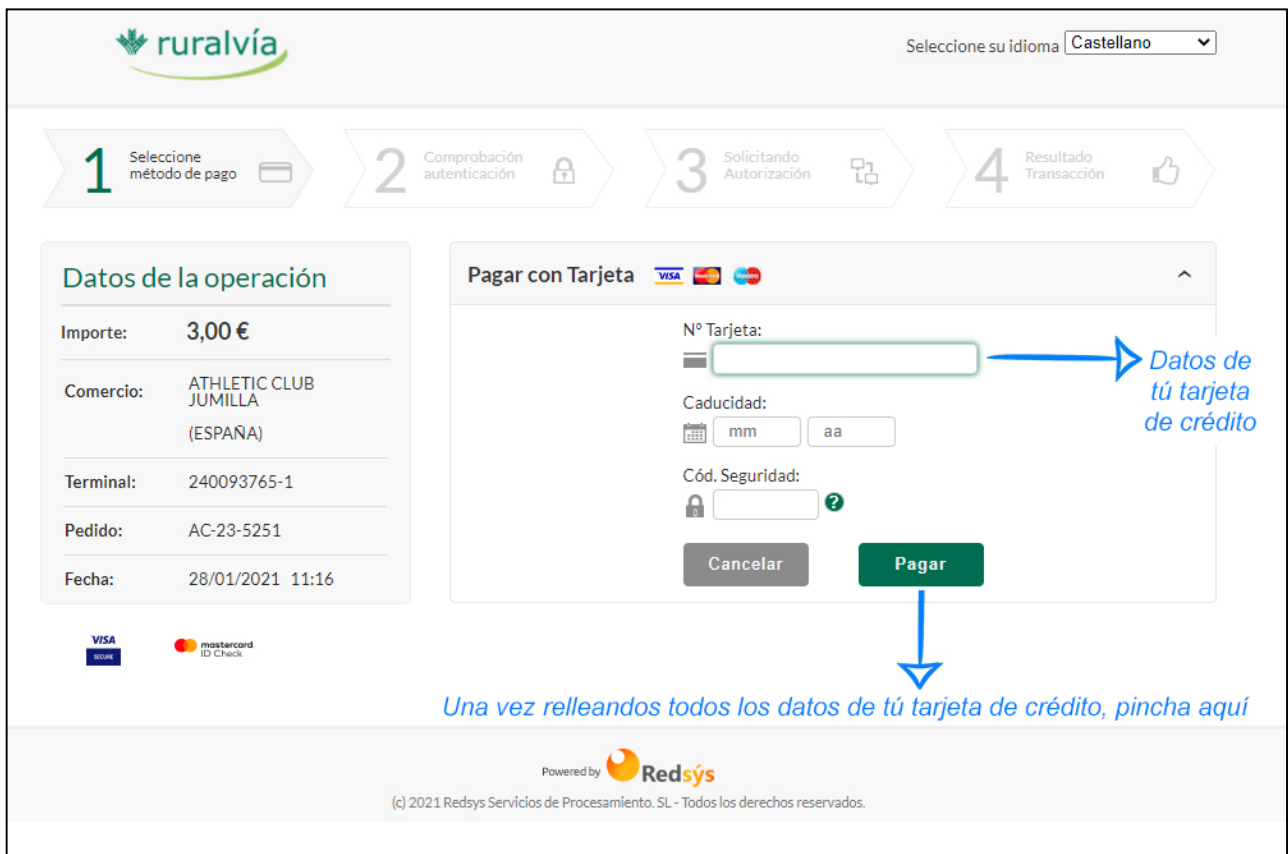 ruralvía
Seleccione su idioma Castellano
1 Seleccione
método de pago
2 Comprobación
autenticación
3 Solicitando
Autorización
4 Resultado
Transacción
Datos de la operación
Importe: 3,00 €
Comercio: ATHLETIC CLUB
JUMILLA
(ESPAÑA)
Terminal: 240093765-1
Pedido: AC-23-5251
Fecha: 28/01/2021 11:16
VISA
SECURE
mastercard
ID Check
Pagar con Tarjeta VISA
Nº Tarjeta:
Caducidad:
mm aa
Cód. Seguridad:
?
Cancelar Pagar
Datos de
tú tarjeta
de crédito
Una vez relleandos todos los datos de tú tarjeta de crédito, pincha aquí
Powered by Redsýs
(c) 2021 Redsys Servicios de Procesamiento. SL - Todos los derechos reservados.